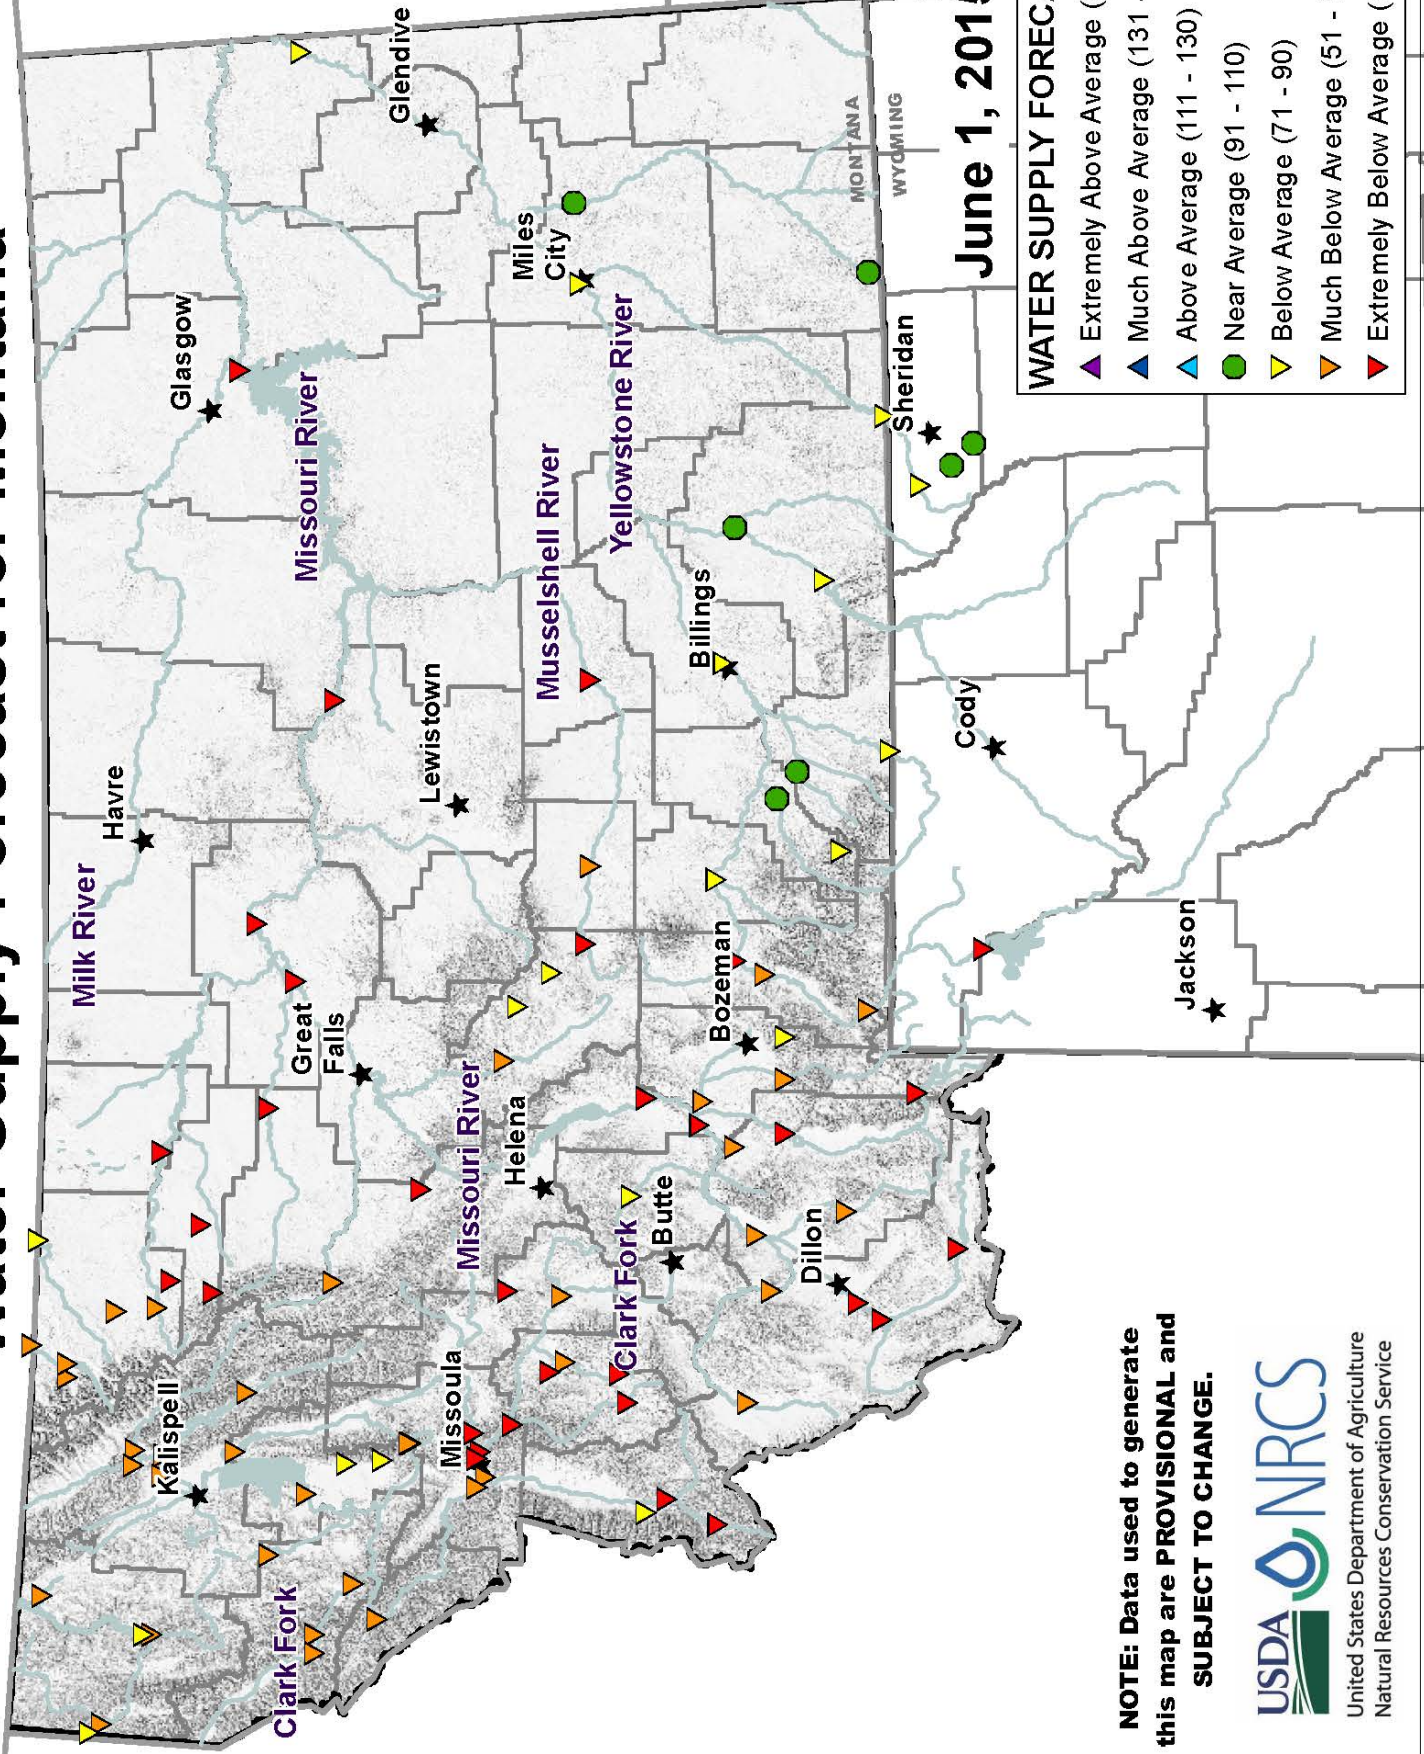 Water Supply Forecast for Montana
Milk River
Havre
Glasgow
Kalispell
Great
Falls
Missouri River
Glendive
Clark Fork
Lewistown
Missoula
Missouri River
Helena
Musselshell River
Miles
City
Clark Fork
Butte
Yellowstone River
Billings
Bozeman
Dillon
MONTANA
WYOMING
Sheridan
Cody
Jackson
June 1, 2015
WATER SUPPLY
Extremely Above Average (
Much Above Average (131 -
Above Average (111 - 130)
Near Average (91 - 110)
Below Average (71 - 90)
Much Below Average (51 -
Extremely Below Average (
NOTE: Data used to generate
this map are PROVISIONAL and
SUBJECT TO CHANGE.
USDA NRCS
United States Department of Agriculture
Natural Resources Conservation Service